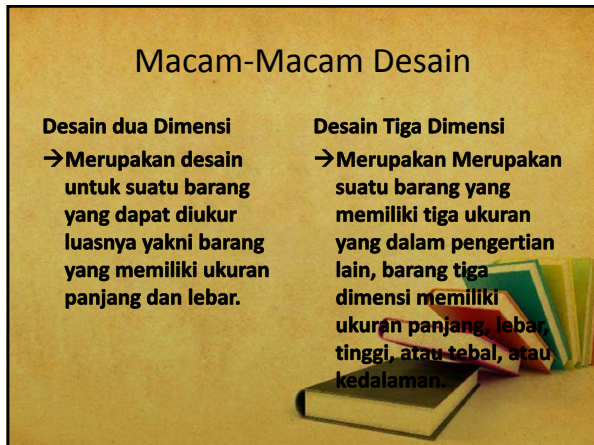 Macam-Macam Desain
Desain dua Dimensi
→Merupakan desain
untuk suatu barang
yang dapat diukur
luasnya yakni barang
yang memiliki ukuran
panjang dan lebar.
Desain Tiga Dimensi
→Merupakan Merupakan
suatu barang yang
memiliki tiga ukuran
yang dalam pengertian
lain, barang tiga
dimensi memiliki
ukuran panjang, lebar,
tinggi, atau tebal, atau
kedalaman.